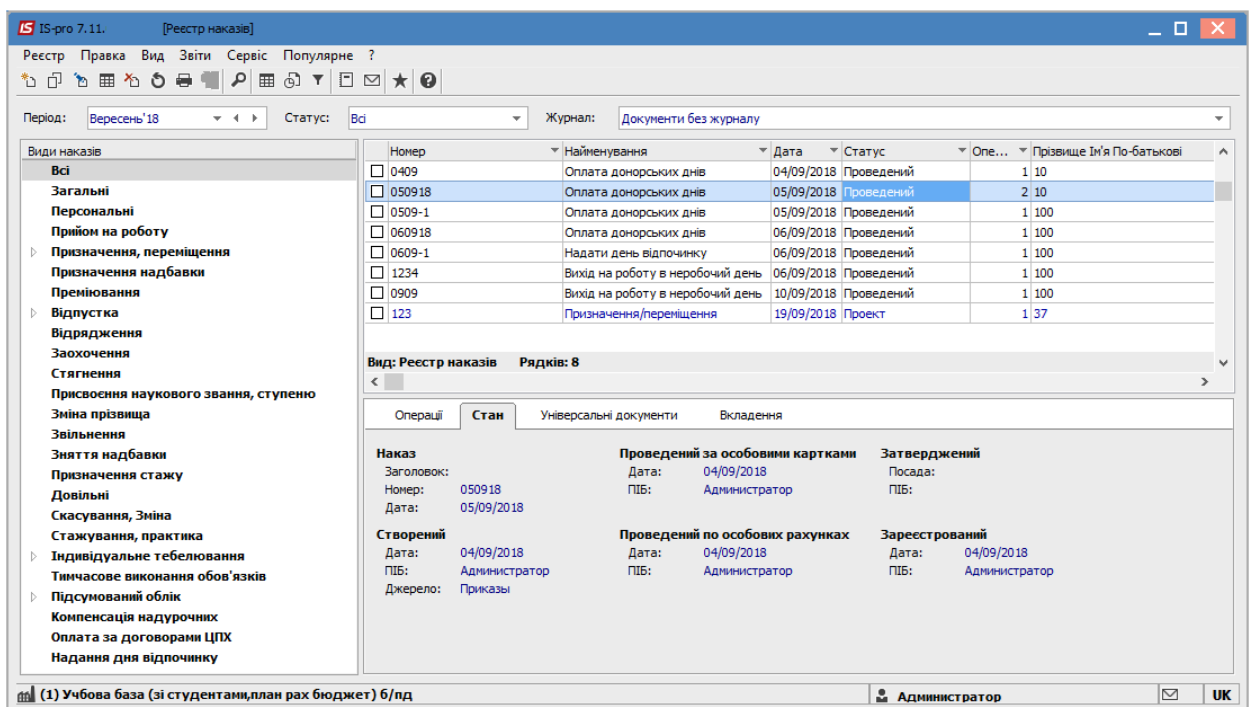 IS IS-pro 7.11. [Реєстр наказів]
Реєстр Правка Вид Звіти Сервіс Популярне ?
Період: Вересень'18 Статус: Всі Журнал: Документи без журналу
Види наказів
Всі
Загальні
Персональні
Прийом на роботу
Призначення, переміщення
Призначення надбавки
Преміювання
Відпустка
Відрядження
Заохочення
Стягнення
Присвоєння наукового звання, ступеню
Зміна прізвища
Звільнення
Зняття надбавки
Призначення стажу
Довільні
Скасування, Зміна
Стажування, практика
Індивідуальне тебелювання
Тимчасове виконання обов'язків
Підсумований облік
Компенсація надурочних
Оплата за договорами ЦПХ
Надання дня відпочинку
Номер Найменування Дата Статус Опе... Прізвище Ім'я По-батькові
0409 Оплата донорських днів 04/09/2018 Проведений 1 10
050918 Оплата донорських днів 05/09/2018 Проведений 2 10
0509-1 Оплата донорських днів 05/09/2018 Проведений 1 100
060918 Оплата донорських днів 06/09/2018 Проведений 1 100
0609-1 Надати день відпочинку 06/09/2018 Проведений 1 100
1234 Вихід на роботу в неробочий день 06/09/2018 Проведений 1 100
0909 Вихід на роботу в неробочий день 10/09/2018 Проведений 1 100
123 Призначення/переміщення 19/09/2018 Проект 1 37
Вид: Реєстр наказів Рядків: 8
Операції Стан Універсальні документи Вкладення
Наказ Проведений за особовими картками Затверджений
Заголовок: Дата: 04/09/2018 Посада:
Номер: 050918 ПІБ: Администратор ПІБ:
Дата: 05/09/2018
Створений Проведений по особових рахунках Зареєстрований
Дата: 04/09/2018 Дата: 04/09/2018 Дата: 04/09/2018
ПІБ: Администратор ПІБ: Администратор ПІБ: Администратор
Джерело: Приказы
(1) Учбова база (зі студентами,план рах бюджет) б/пд Администратор UK